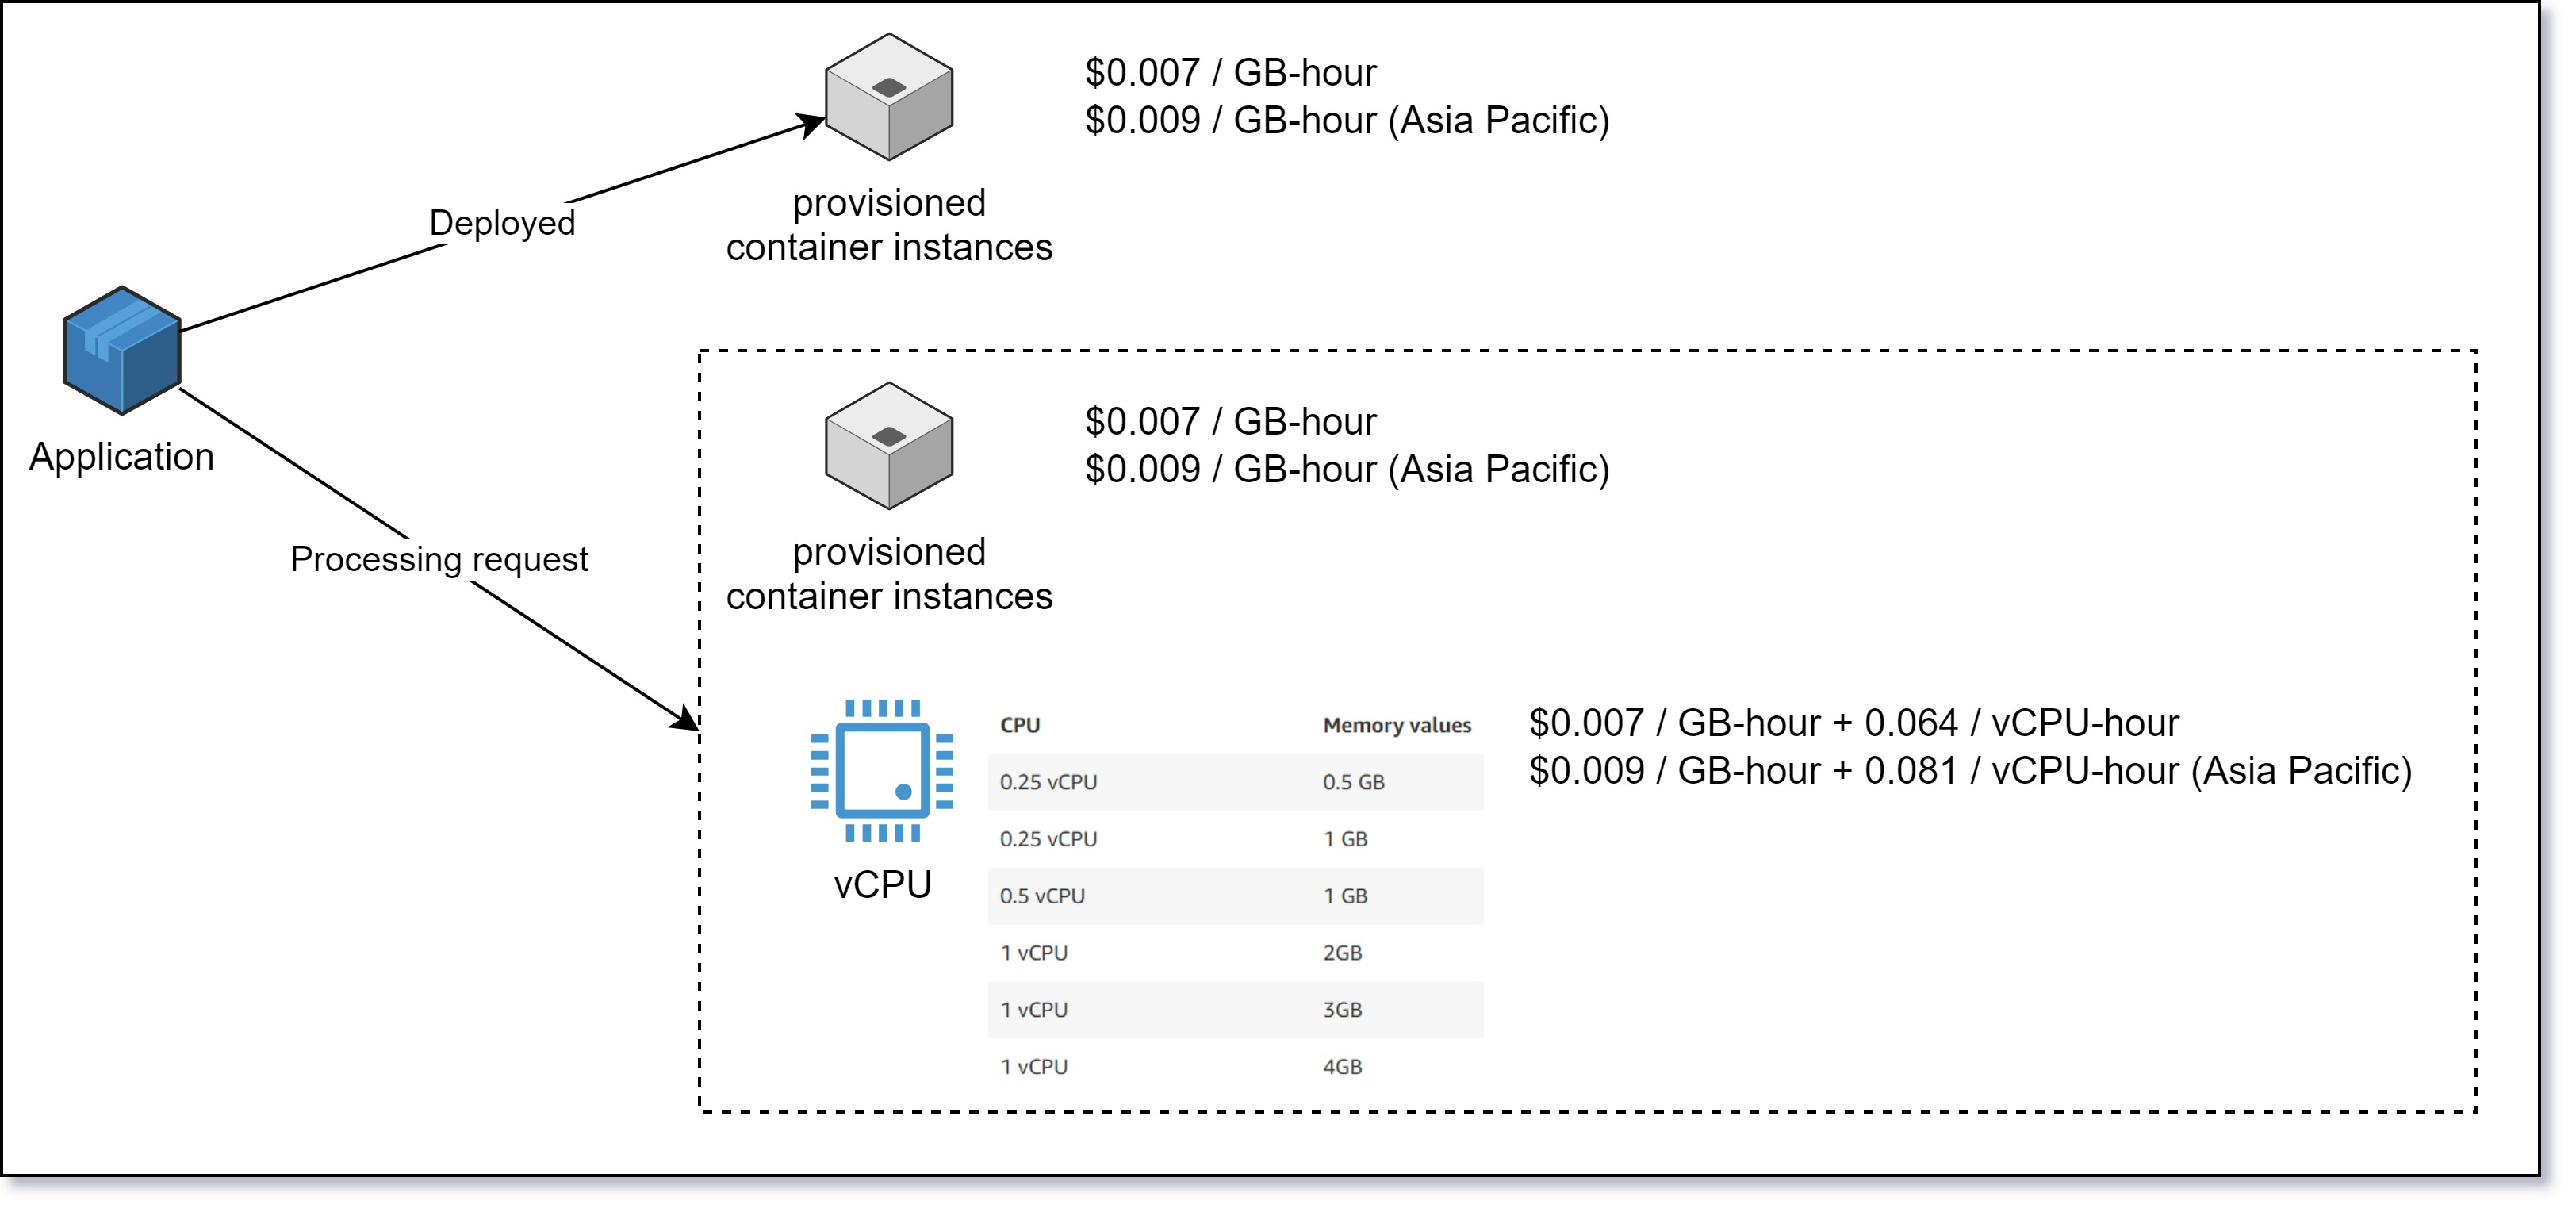 $0.007 / GB-hour
$0.009 / GB-hour (Asia Pacific)
provisioned
container instances
Deployed
Application
$0.007 / GB-hour
$0.009 / GB-hour (Asia Pacific)
provisioned
container instances
Processing request
vCPU
CPU Memory values
0.25 vCPU 0.5 GB
0.25 vCPU 1 GB
0.5 vCPU 1 GB
1 vCPU 2GB
1 vCPU 3GB
1 vCPU 4GB
$0.007 / GB-hour + 0.064 / vCPU-hour
$0.009 / GB-hour + 0.081 / vCPU-hour (Asia Pacific)